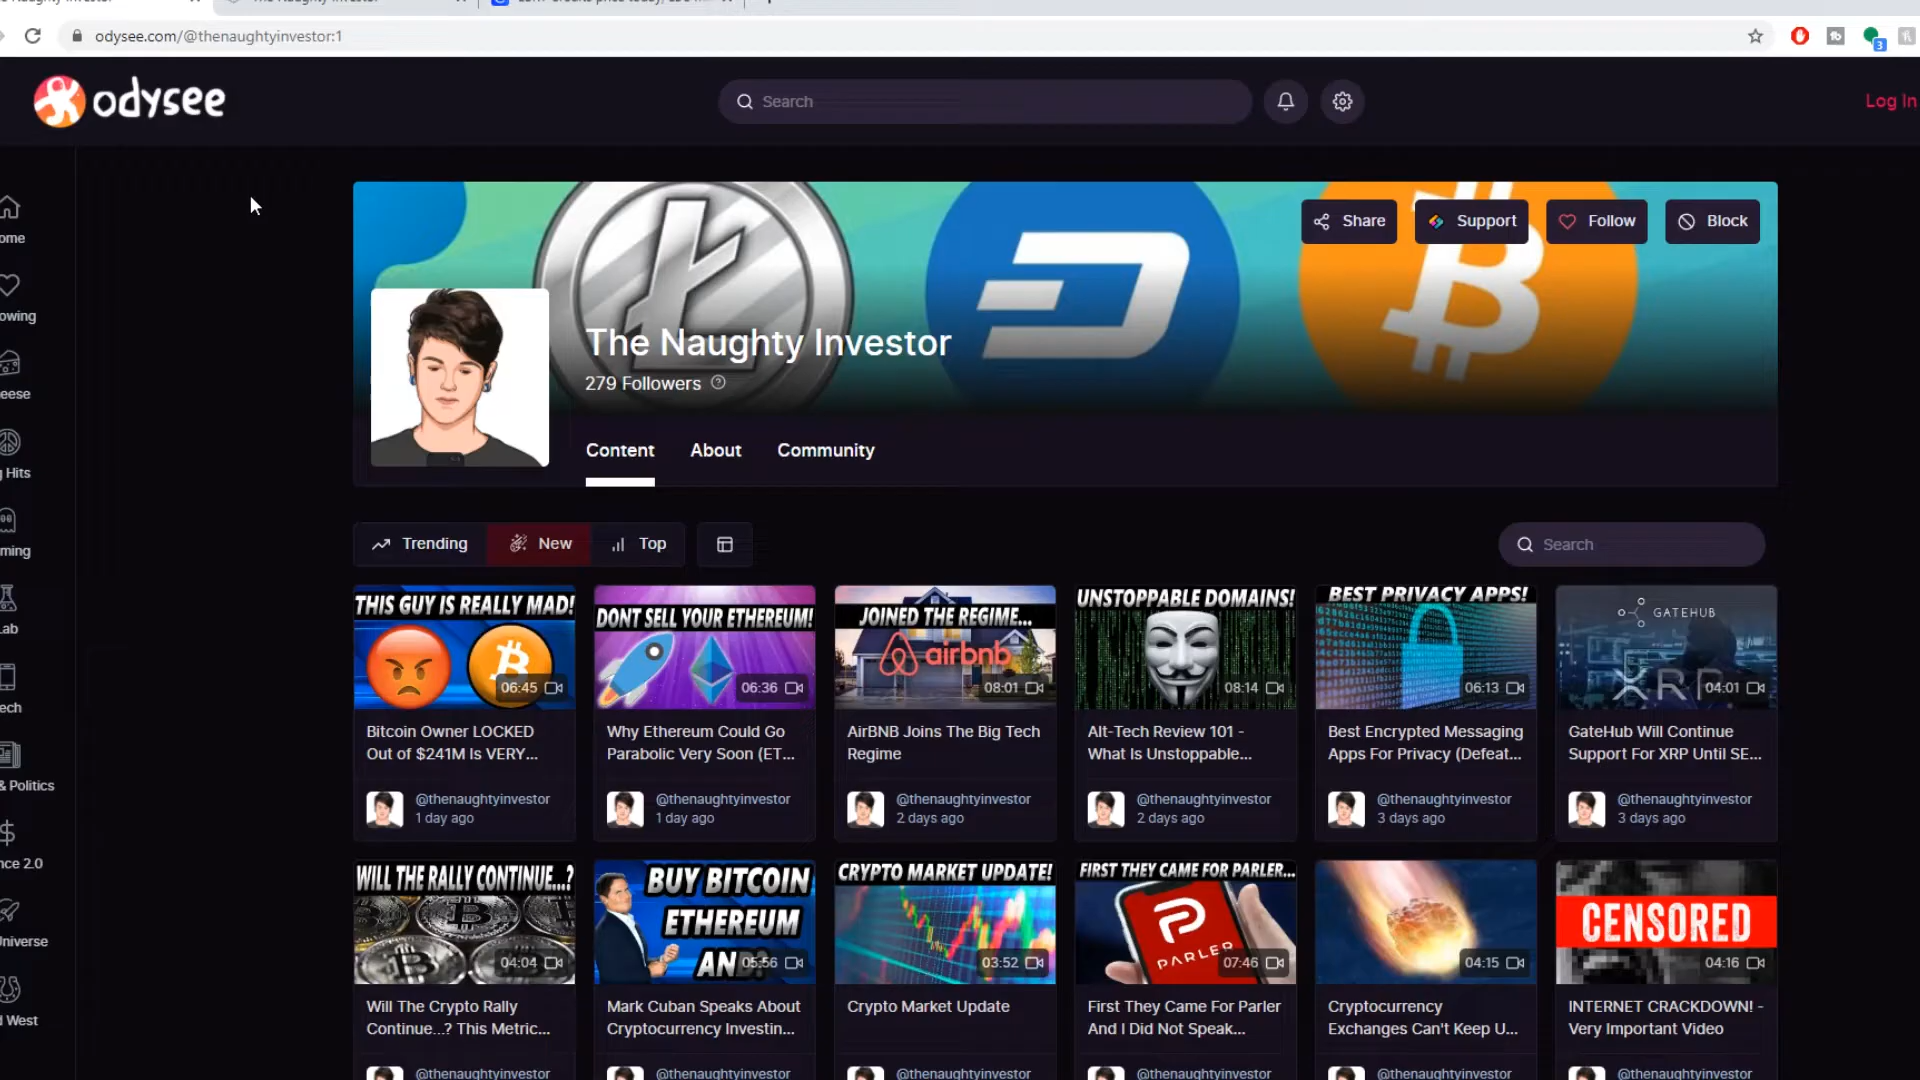 odysee.com/@thenaughtyinvestor:1
3
odysee
Search
Log In
ome
owing
eese
g Hits
ming
Lab
ech
& Politics
nce 2.0
Universe
d West
Share
Support
Follow
Block
The Naughty Investor
279 Followers
Content
About
Community
Trending
New
Top
Search
THIS GUY IS REALLY MAD!
06:45
Bitcoin Owner LOCKED
Out of $241M Is VERY...
@thenaughtyinvestor
1 day ago
DONT SELL YOUR ETHEREUM!
06:36
Why Ethereum Could Go
Parabolic Very Soon (ET...
@thenaughtyinvestor
1 day ago
JOINED THE REGIME...
airbnb
08:01
AirBNB Joins The Big Tech
Regime
@thenaughtyinvestor
2 days ago
UNSTOPPABLE DOMAINS!
08:14
Alt-Tech Review 101 -
What Is Unstoppable...
@thenaughtyinvestor
2 days ago
BEST PRIVACY APPS!
06:13
Best Encrypted Messaging
Apps For Privacy (Defeat...
@thenaughtyinvestor
3 days ago
GATEHUB
XRP
04:01
GateHub Will Continue
Support For XRP Until SE...
@thenaughtyinvestor
3 days ago
WILL THE RALLY CONTINUE...?
04:04
Will The Crypto Rally
Continue...? This Metric...
@thenaughtyinvestor
BUY BITCOIN
ETHEREUM
AN
05:56
Mark Cuban Speaks About
Cryptocurrency Investin...
@thenaughtyinvestor
CRYPTO MARKET UPDATE!
03:52
Crypto Market Update
@thenaughtyinvestor
FIRST THEY CAME FOR PARLER...
PARLER
07:46
First They Came For Parler
And I Did Not Speak...
@thenaughtyinvestor
04:15
Cryptocurrency
Exchanges Can't Keep U...
@thenaughtyinvestor
CENSORED
04:16
INTERNET CRACKDOWN! -
Very Important Video
@thenaughtyinvestor